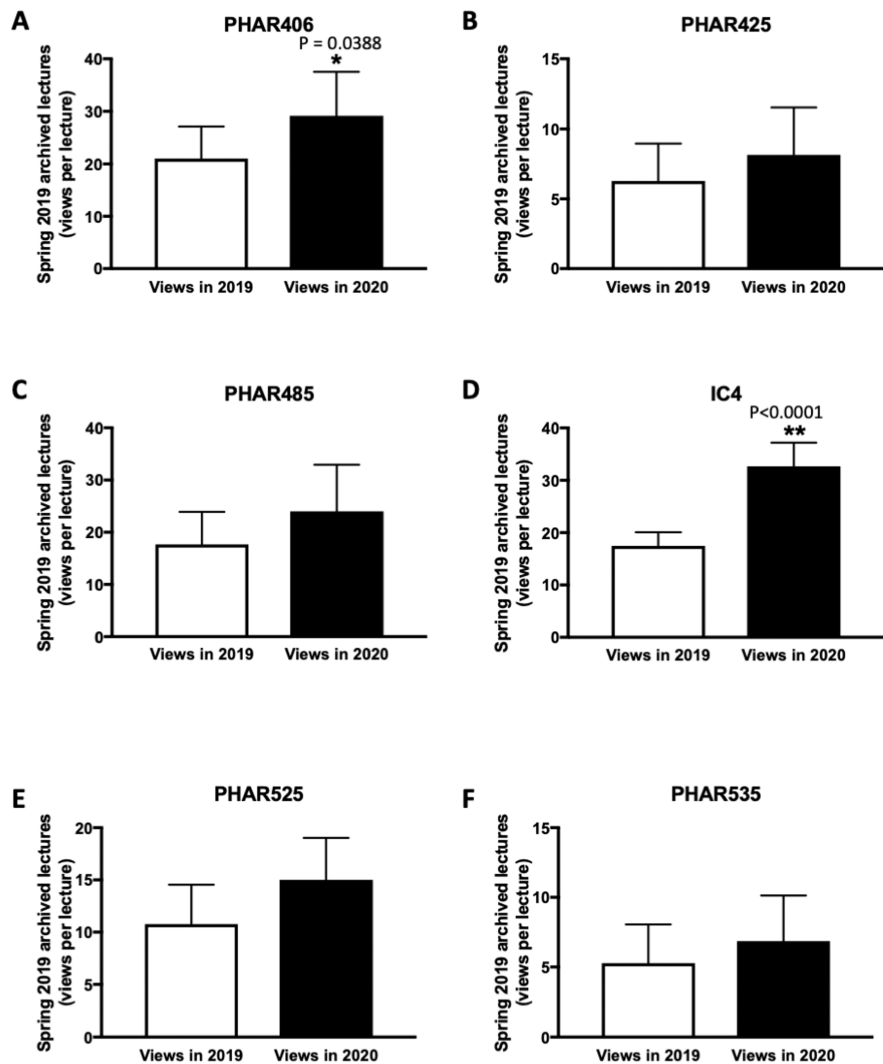 A
PHAR406
P = 0.0388
*
Spring 2019 archived lectures
(views per lecture)
40
30
20
10
0
Views in 2019 Views in 2020
B
PHAR425
Spring 2019 archived lectures
(views per lecture)
15
10
5
0
Views in 2019 Views in 2020
C
PHAR485
Spring 2019 archived lectures
(views per lecture)
40
30
20
10
0
Views in 2019 Views in 2020
D
IC4
P<0.0001
**
Spring 2019 archived lectures
(views per lecture)
40
30
20
10
0
Views in 2019 Views in 2020
E
PHAR525
Spring 2019 archived lectures
(views per lecture)
20
15
10
5
0
Views in 2019 Views in 2020
F
PHAR535
Spring 2019 archived lectures
(views per lecture)
15
10
5
0
Views in 2019 Views in 2020